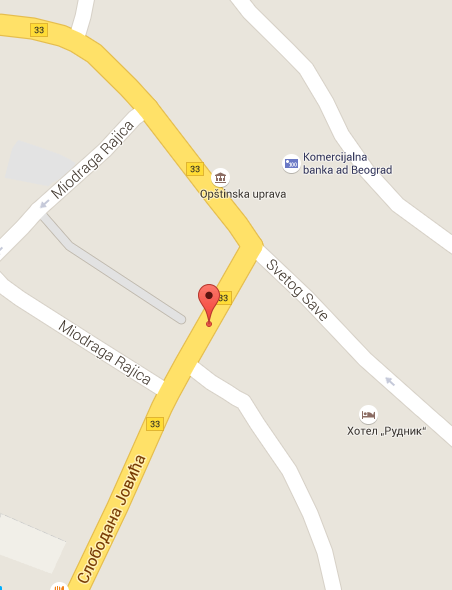 33
Miodraga Rajica
33
Opštinska uprava
Komercijalna
banka ad Beograd
33
Svetog Save
Miodraga Rajica
Хотел „Рудник“
33
Слободана Јовића